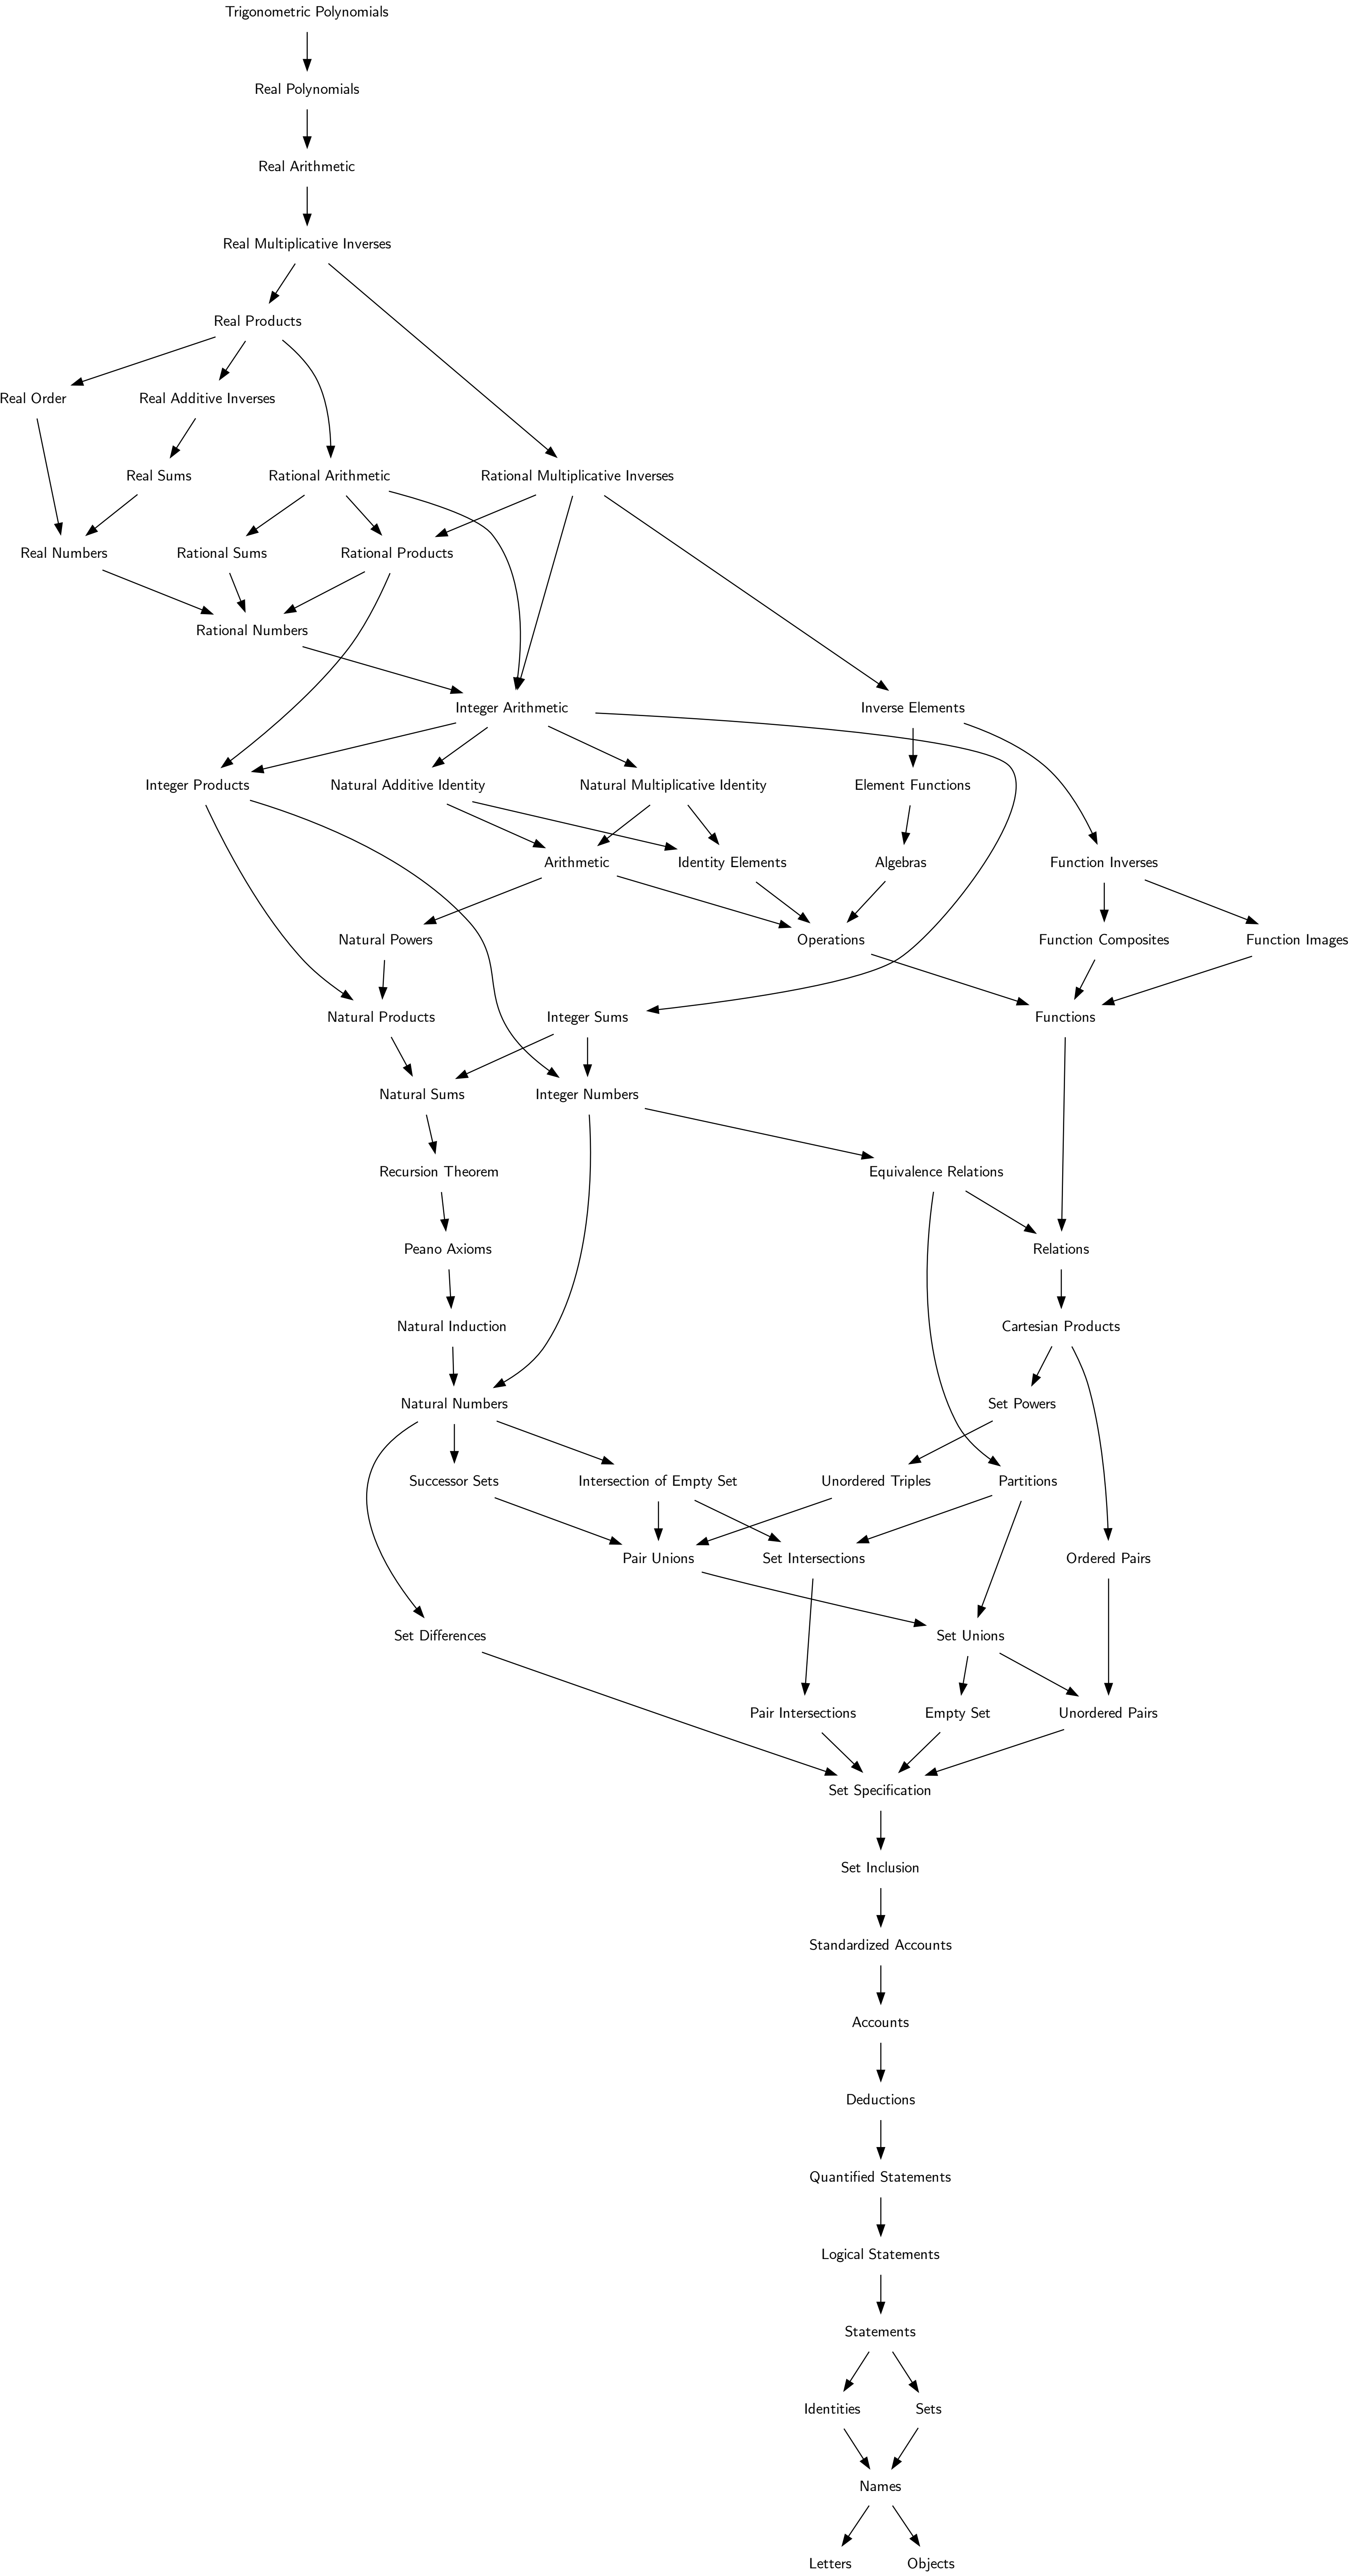 Trigonometric Polynomials
Real Polynomials
Real Arithmetic
Real Multiplicative Inverses
Real Products
Real Order
Real Additive Inverses
Real Sums
Rational Arithmetic
Rational Multiplicative Inverses
Real Numbers
Rational Sums
Rational Products
Rational Numbers
Integer Arithmetic
Inverse Elements
Integer Products
Natural Additive Identity
Natural Multiplicative Identity
Element Functions
Arithmetic
Identity Elements
Algebras
Function Inverses
Natural Powers
Operations
Function Composites
Function Images
Natural Products
Integer Sums
Functions
Natural Sums
Integer Numbers
Recursion Theorem
Equivalence Relations
Peano Axioms
Relations
Natural Induction
Cartesian Products
Natural Numbers
Set Powers
Successor Sets
Intersection of Empty Set
Unordered Triples
Partitions
Pair Unions
Set Intersections
Ordered Pairs
Set Differences
Set Unions
Pair Intersections
Empty Set
Unordered Pairs
Set Specification
Set Inclusion
Standardized Accounts
Accounts
Deductions
Quantified Statements
Logical Statements
Statements
Identities
Sets
Names
Letters
Objects